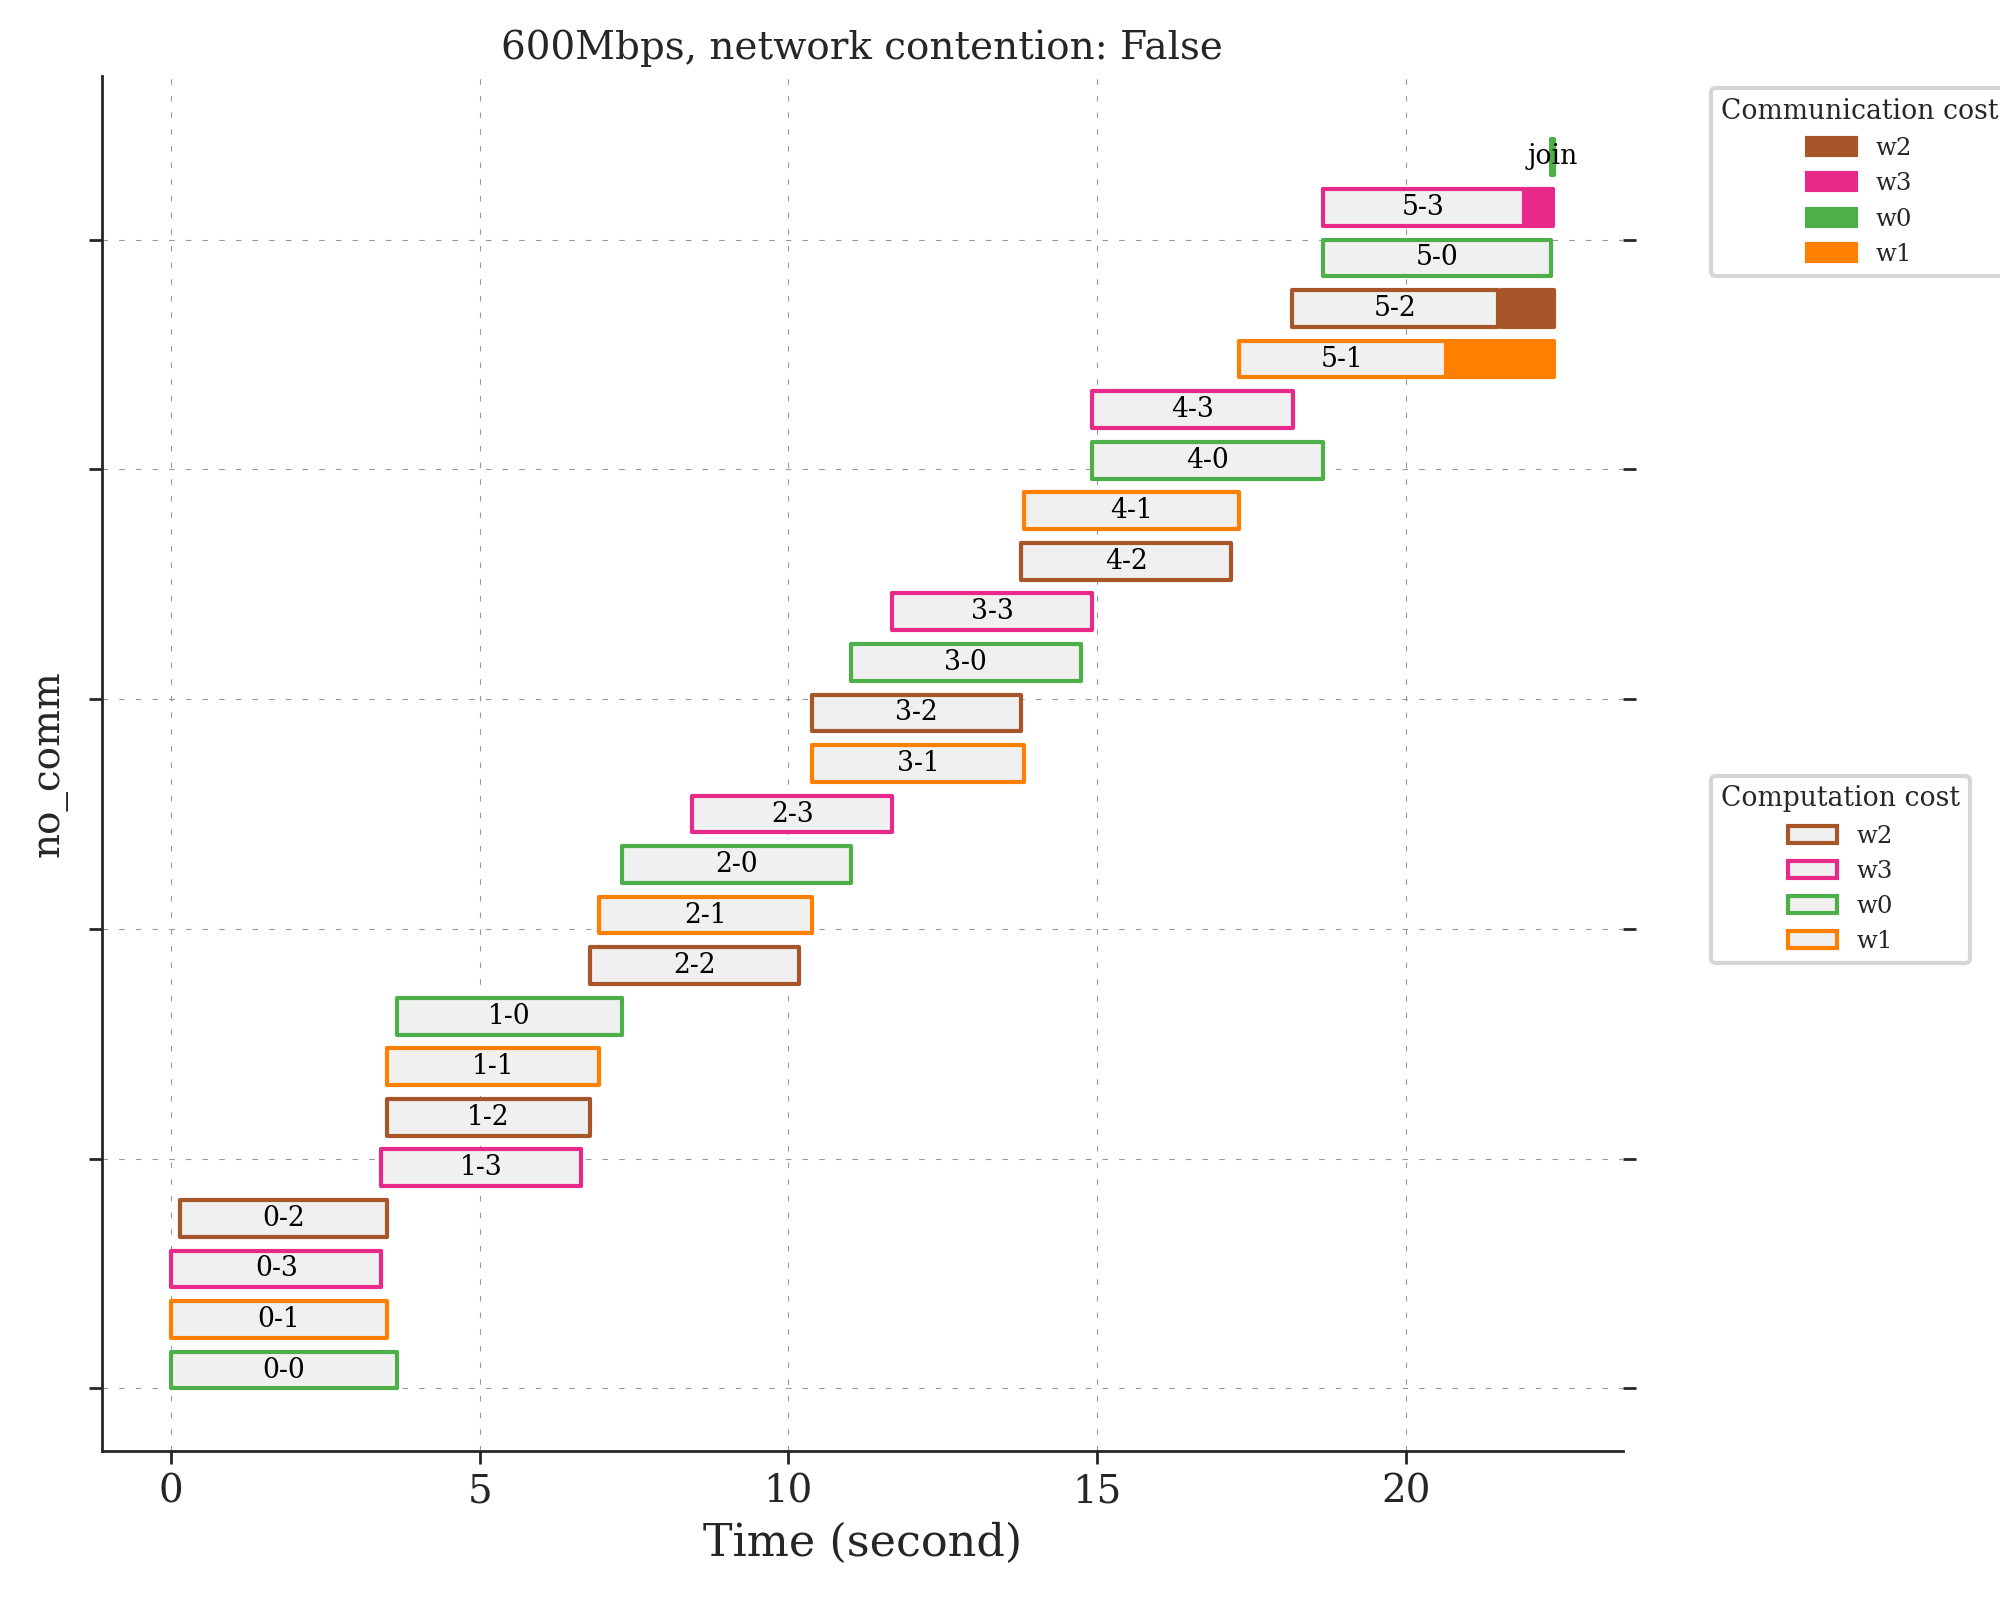 600Mbps, network contention: False
Communication cost
w2
w3
w0
w1
join
5-3
5-0
5-2
5-1
4-3
4-0
4-1
4-2
3-3
3-0
3-2
3-1
2-3
2-0
2-1
2-2
1-0
1-1
1-2
1-3
0-2
0-3
0-1
0-0
no_comm
Computation cost
w2
w3
w0
w1
0 5 10 15 20
Time (second)